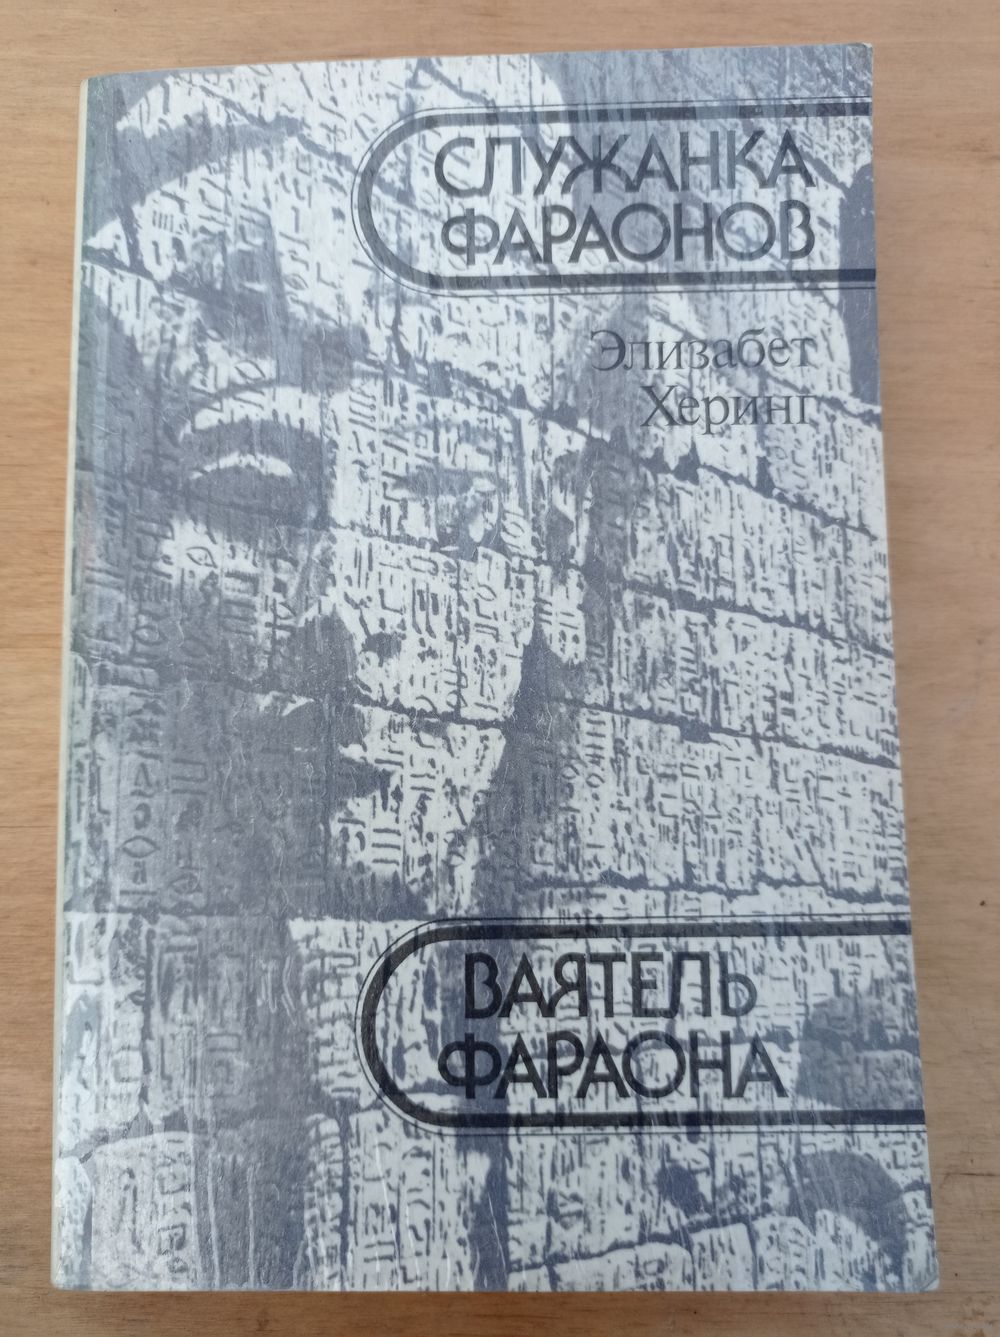 СЛУЖАНКА
ФАРАОНОВ
Элизабет
Херинг
ВАЯТЕЛЬ
ФАРАОНА